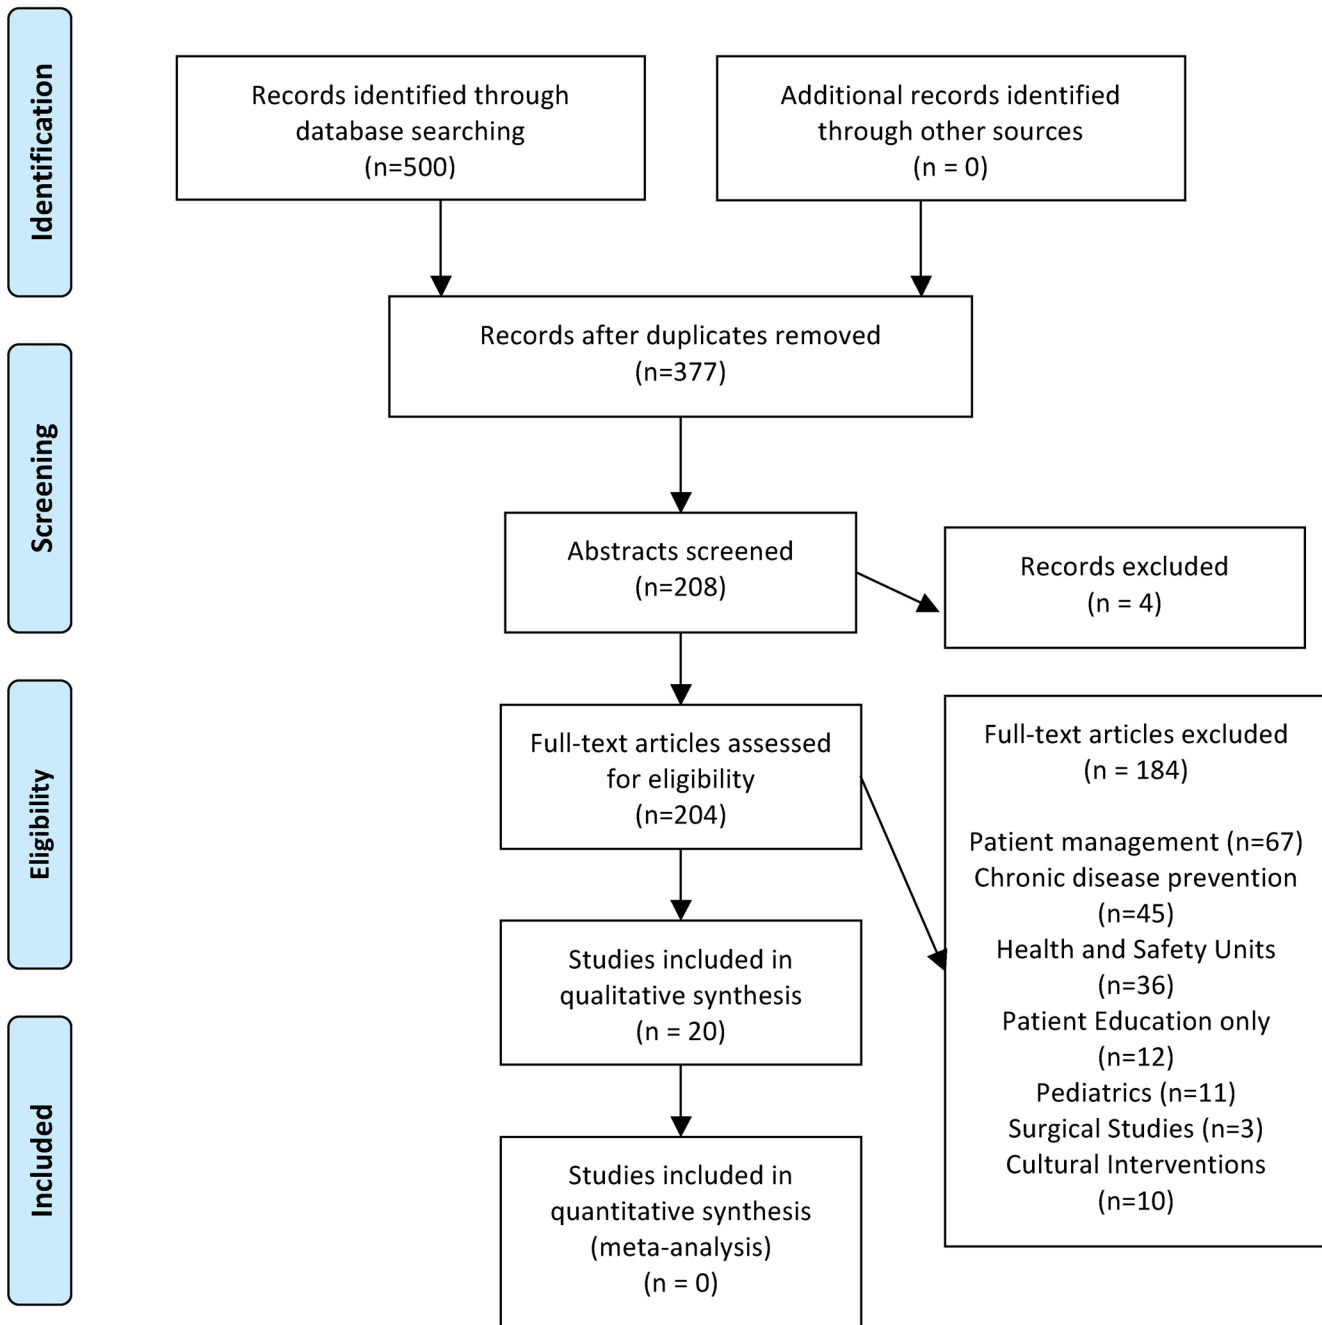 Identification
Records identified through
database searching
(n=500)
Additional records identified
through other sources
(n = 0)
Records after duplicates removed
(n=377)
Screening
Abstracts screened
(n=208)
Records excluded
(n = 4)
Eligibility
Full-text articles assessed
for eligibility
(n=204)
Full-text articles excluded
(n = 184)
Patient management (n=67)
Chronic disease prevention
(n=45)
Health and Safety Units
(n=36)
Patient Education only
(n=12)
Pediatrics (n=11)
Surgical Studies (n=3)
Cultural Interventions
(n=10)
Studies included in
qualitative synthesis
(n = 20)
Included
Studies included in
quantitative synthesis
(meta-analysis)
(n = 0)